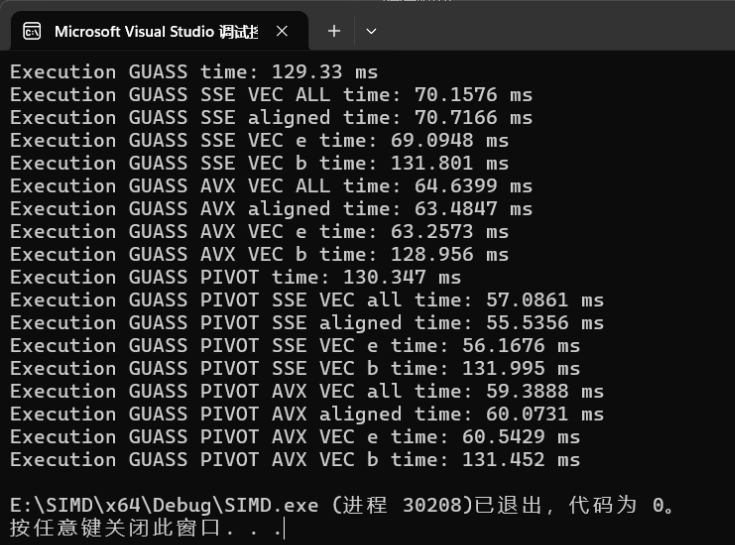 Microsoft Visual Studio 调试
Execution GUASS time: 129.33 ms
Execution GUASS SSE VEC ALL time: 70.1576 ms
Execution GUASS SSE aligned time: 70.7166 ms
Execution GUASS SSE VEC e time: 69.0948 ms
Execution GUASS SSE VEC b time: 131.801 ms
Execution GUASS AVX VEC ALL time: 64.6399 ms
Execution GUASS AVX aligned time: 63.4847 ms
Execution GUASS AVX VEC e time: 63.2573 ms
Execution GUASS AVX VEC b time: 128.956 ms
Execution GUASS PIVOT time: 130.347 ms
Execution GUASS PIVOT SSE VEC all time: 57.0861 ms
Execution GUASS PIVOT SSE aligned time: 55.5356 ms
Execution GUASS PIVOT SSE VEC e time: 56.1676 ms
Execution GUASS PIVOT SSE VEC b time: 131.995 ms
Execution GUASS PIVOT AVX VEC all time: 59.3888 ms
Execution GUASS PIVOT AVX aligned time: 60.0731 ms
Execution GUASS PIVOT AVX VEC e time: 60.5429 ms
Execution GUASS PIVOT AVX VEC b time: 131.452 ms
E:\SIMD\x64\Debug\SIMD.exe (进程 30208)已退出，代码为 0。
按任意键关闭此窗口. . .